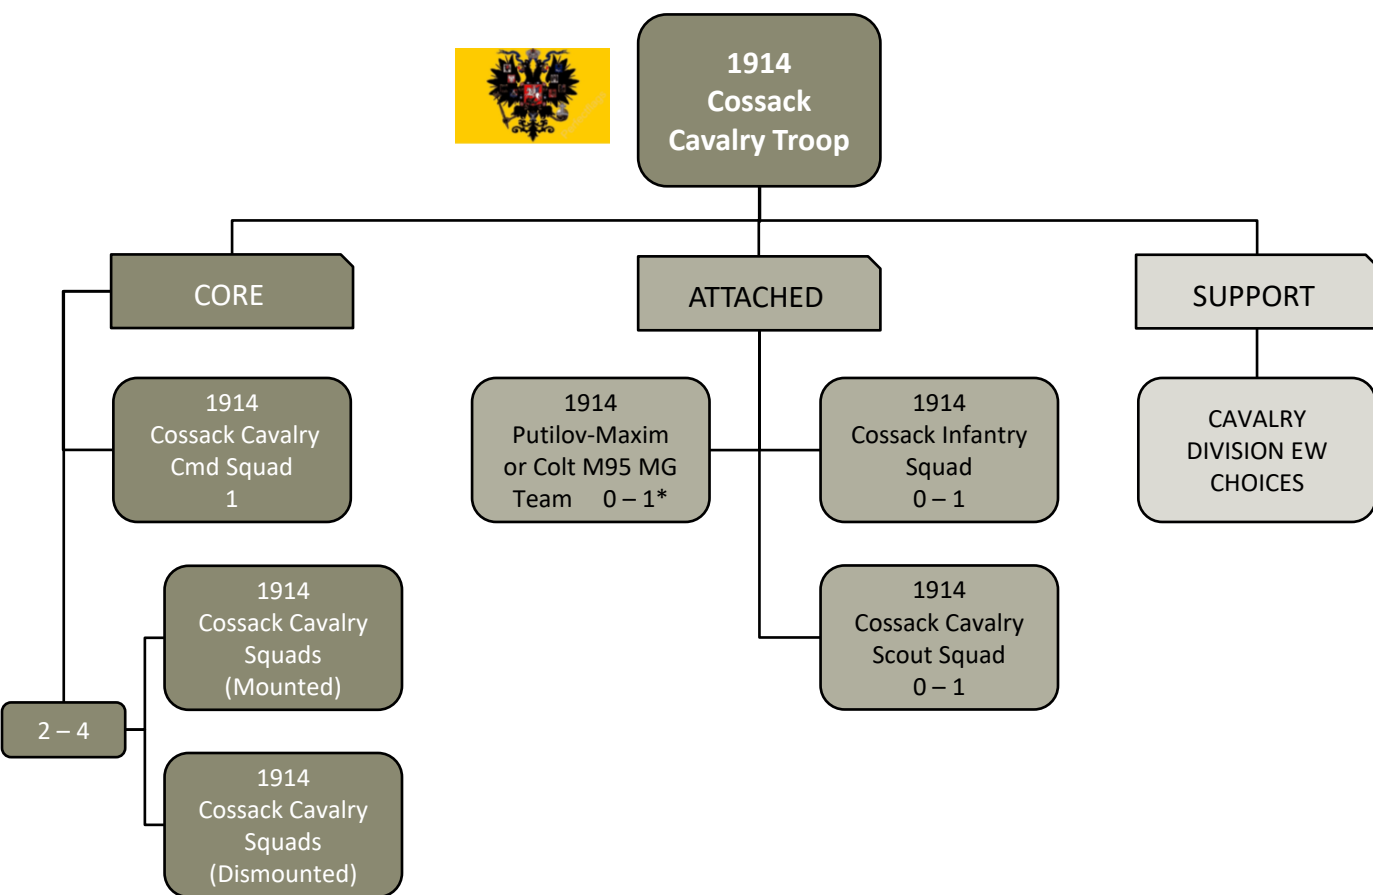 1914
Cossack
Cavalry Troop
CORE
ATTACHED
SUPPORT
1914
Cossack Cavalry
Cmd Squad
1
1914
Putilov-Maxim
or Colt M95 MG
Team 0 – 1*
1914
Cossack Infantry
Squad
0 – 1
CAVALRY
DIVISION EW
CHOICES
1914
Cossack Cavalry
Squads
(Mounted)
1914
Cossack Cavalry
Scout Squad
0 – 1
2 – 4
1914
Cossack Cavalry
Squads
(Dismounted)